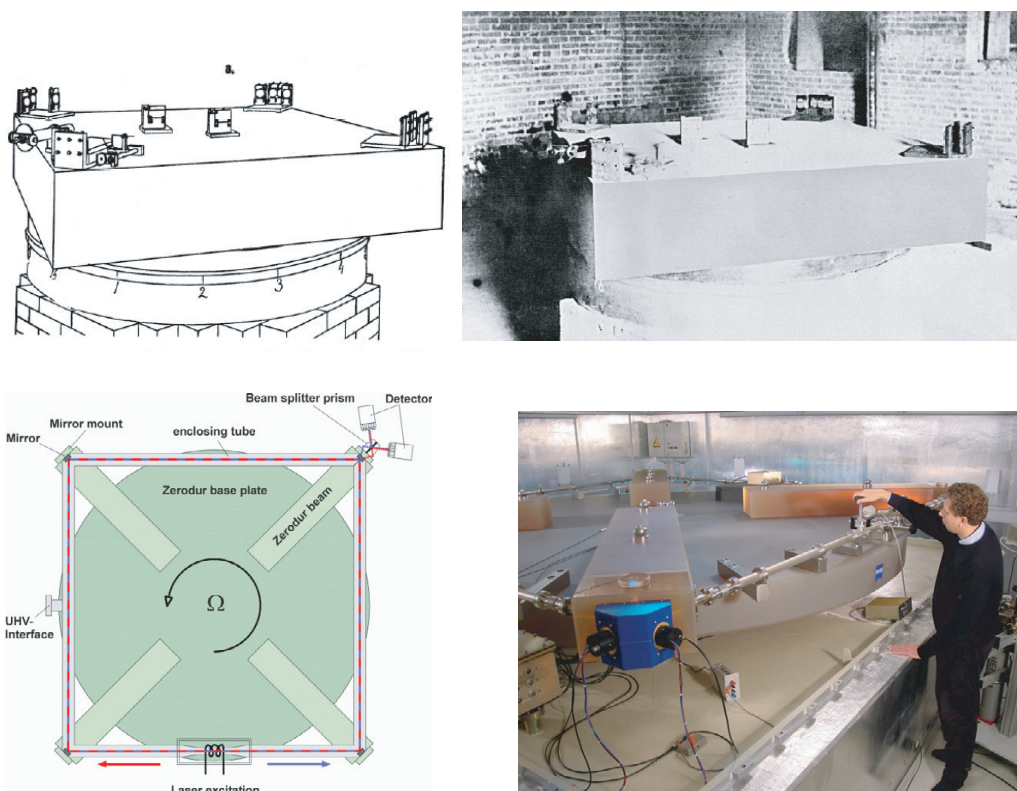 a.
1
2
3
4
Beam splitter prism
Detector
Mirror mount
Mirror
enclosing tube
Zerodur base plate
Zerodur beam
Ω
UHV-
Interface
Laser excitation